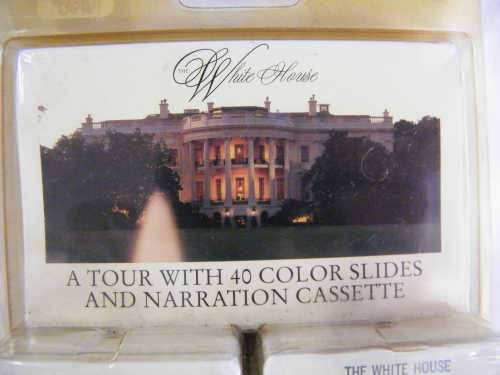 THE White House
A TOUR WITH 40 COLOR SLIDES
AND NARRATION CASSETTE
THE WHITE HOUSE